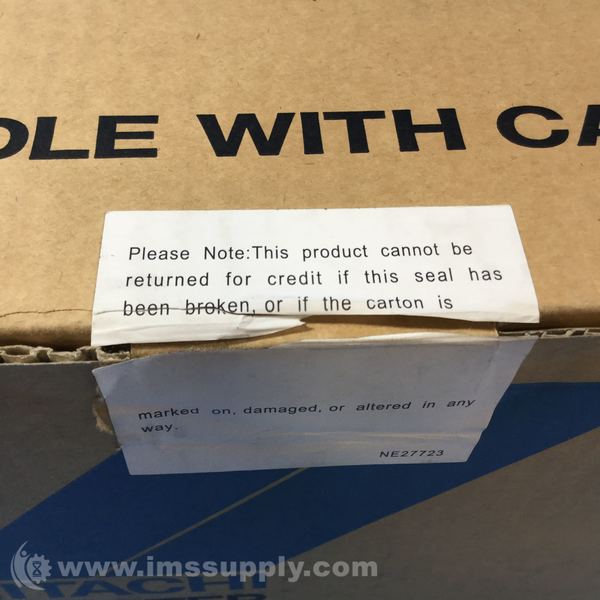 DLE WITH CA
Please Note:This product cannot be
returned for credit if this seal has
been broken, or if the carton is
marked on, damaged, or altered in any
way.
NE27723
www.imssupply.com
ITACHI